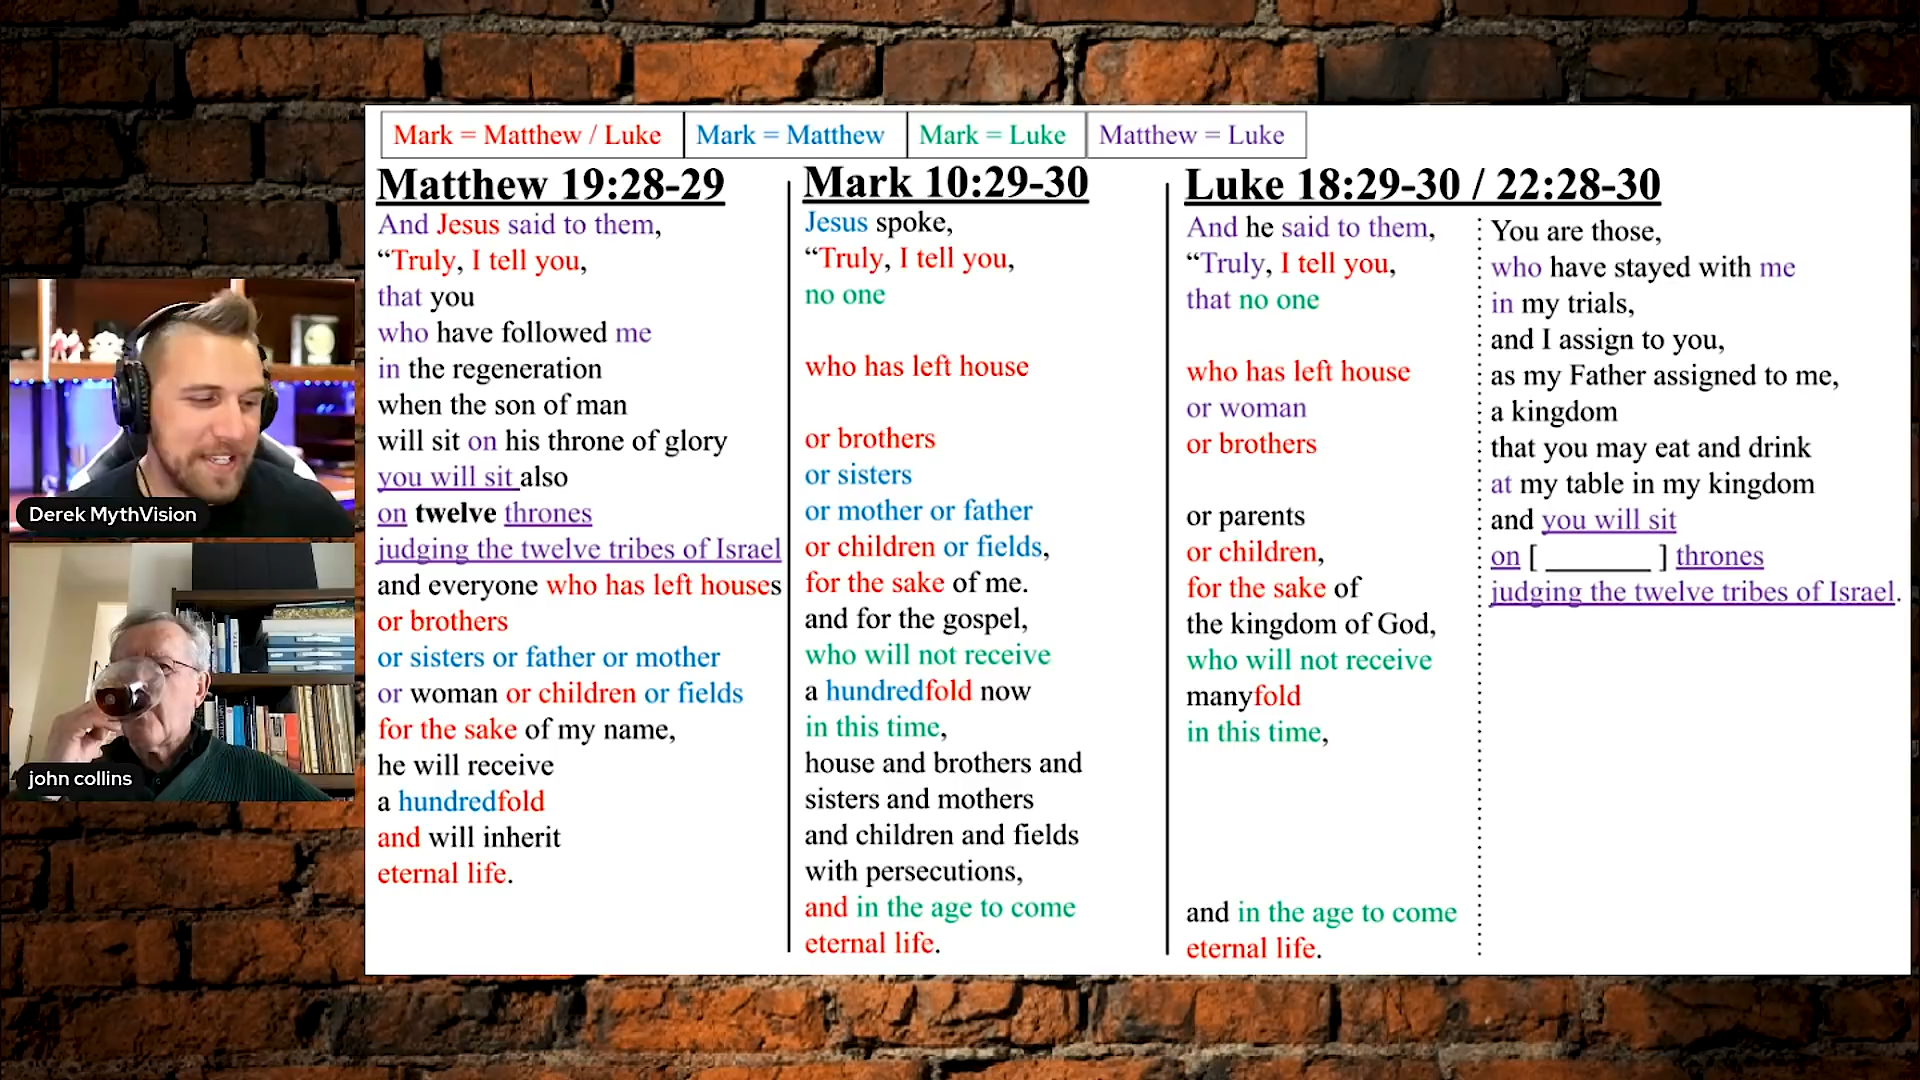 Mark = Matthew / Luke
Mark = Matthew
Mark = Luke
Matthew = Luke
Matthew 19:28-29
And Jesus said to them,
“Truly, I tell you,
that you
who have followed me
in the regeneration
when the son of man
will sit on his throne of glory
you will sit also
on twelve thrones
judging the twelve tribes of Israel
and everyone who has left houses
or brothers
or sisters or father or mother
or woman or children or fields
for the sake of my name,
he will receive
a hundredfold
and will inherit
eternal life.
Mark 10:29-30
Jesus spoke,
“Truly, I tell you,
no one
who has left house
or brothers
or sisters
or mother or father
or children or fields,
for the sake of me.
and for the gospel,
who will not receive
a hundredfold now
in this time,
house and brothers and
sisters and mothers
and children and fields
with persecutions,
and in the age to come
eternal life.
Luke 18:29-30 / 22:28-30
And he said to them,
“Truly, I tell you,
that no one
who has left house
or woman
or brothers
or parents
or children,
for the sake of
the kingdom of God,
who will not receive
manyfold
in this time,
and in the age to come
eternal life.
You are those,
who have stayed with me
in my trials,
and I assign to you,
as my Father assigned to me,
a kingdom
that you may eat and drink
at my table in my kingdom
and you will sit
on [ ________ ] thrones
judging the twelve tribes of Israel.
Derek MythVision
john collins